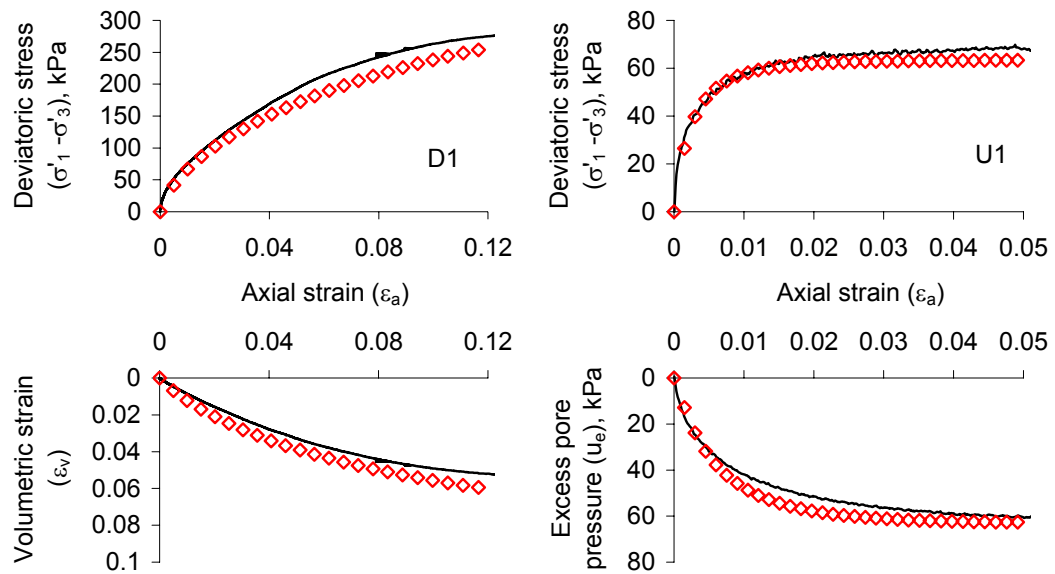 Deviatoric stress
(σ'1 -σ'3), kPa
300
250
200
150
100
50
0
D1
0 0.04 0.08 0.12
Axial strain (εa)
Deviatoric stress
(σ'1 -σ'3), kPa
80
60
40
20
0
U1
0 0.01 0.02 0.03 0.04 0.05
Axial strain (εa)
0 0.04 0.08 0.12
Volumetric strain
(εv)
0
0.02
0.04
0.06
0.08
0.1
0 0.01 0.02 0.03 0.04 0.05
Excess pore
pressure (ue), kPa
0
20
40
60
80